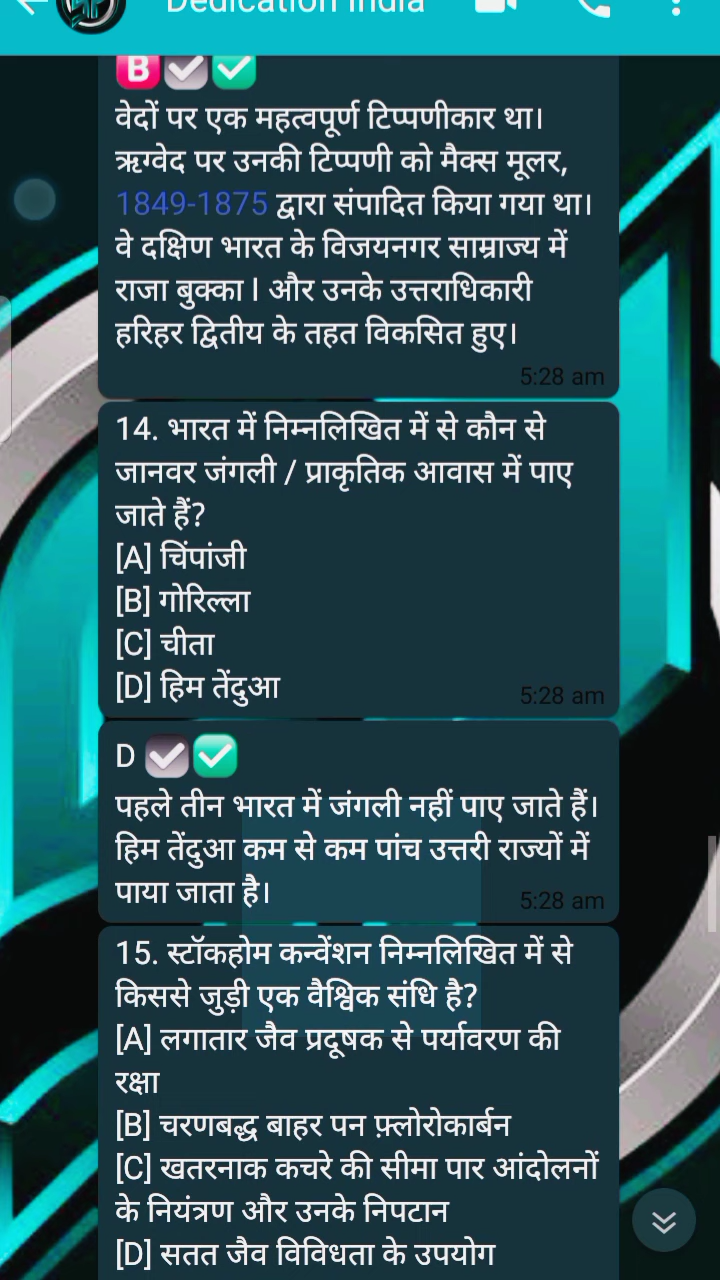 Dedication India
B
वेदों पर एक महत्वपूर्ण टिप्पणीकार था।
ऋग्वेद पर उनकी टिप्पणी को मैक्स मूलर,
1849-1875 द्वारा संपादित किया गया था।
वे दक्षिण भारत के विजयनगर साम्राज्य में
राजा बुक्का I और उनके उत्तराधिकारी
हरिहर द्वितीय के तहत विकसित हुए।
5:28 am
14. भारत में निम्नलिखित में से कौन से
जानवर जंगली / प्राकृतिक आवास में पाए
जाते हैं?
[A] चिंपांजी
[B] गोरिल्ला
[C] चीता
[D] हिम तेंदुआ
5:28 am
D
पहले तीन भारत में जंगली नहीं पाए जाते हैं।
हिम तेंदुआ कम से कम पांच उत्तरी राज्यों में
पाया जाता है।
5:28 am
15. स्टॉकहोम कन्वेंशन निम्नलिखित में से
किससे जुड़ी एक वैश्विक संधि है?
[A] लगातार जैव प्रदूषक से पर्यावरण की
रक्षा
[B] चरणबद्ध बाहर पन फ़्लोरोकार्बन
[C] खतरनाक कचरे की सीमा पार आंदोलनों
के नियंत्रण और उनके निपटान
[D] सतत जैव विविधता के उपयोग